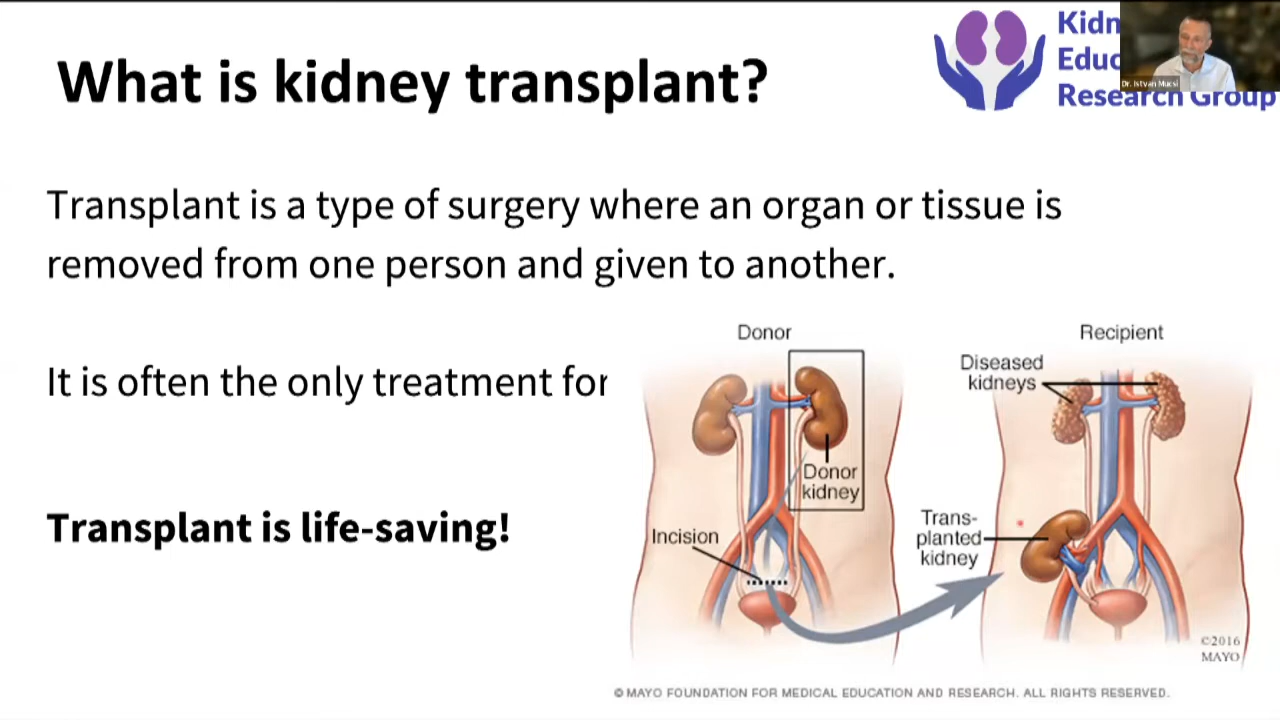 What is kidney transplant?
Kidn
Educ
Research Group
Dr. Istvan Mucsi
Transplant is a type of surgery where an organ or tissue is
removed from one person and given to another.
It is often the only treatment for
Transplant is life-saving!
Donor
Recipient
Diseased
kidneys
Donor
kidney
Incision
Trans-
planted
kidney
©2016
MAYO
© MAYO FOUNDATION FOR MEDICAL EDUCATION AND RESEARCH. ALL RIGHTS RESERVED.